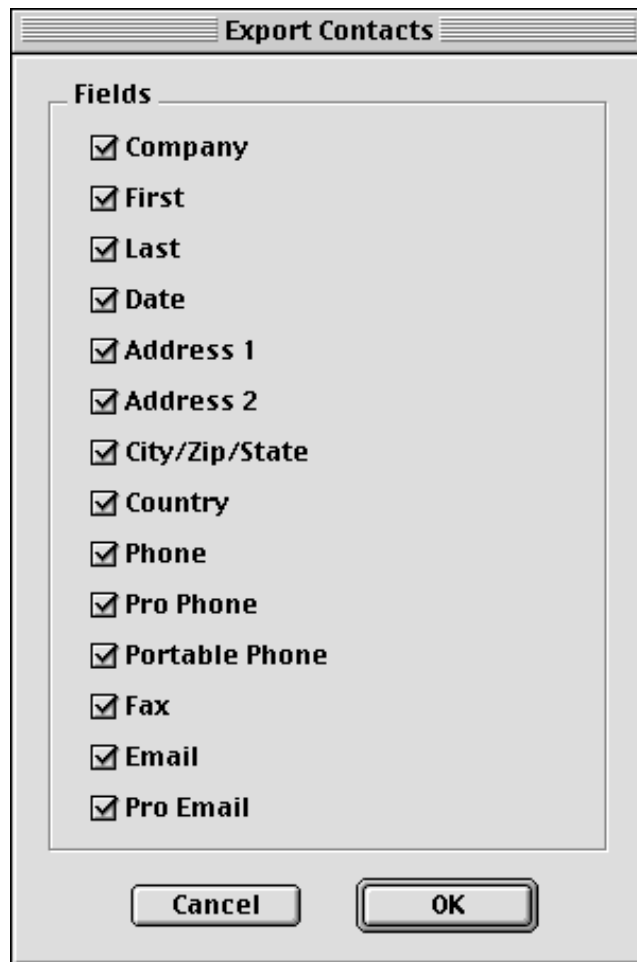 Export Contacts
Fields
Company
First
Last
Date
Address 1
Address 2
City/Zip/State
Country
Phone
Pro Phone
Portable Phone
Fax
Email
Pro Email
Cancel OK